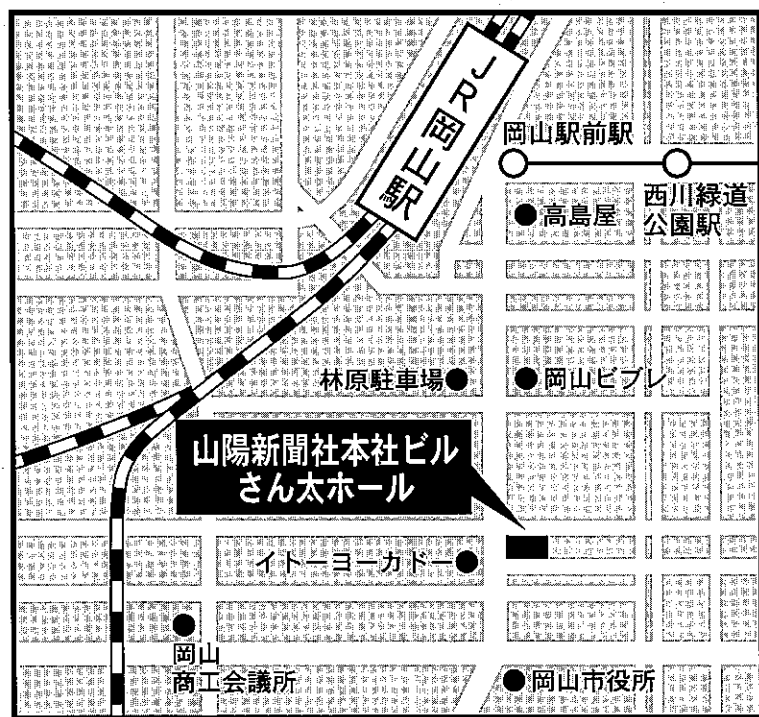 JR岡山駅
岡山駅前駅
西川緑道
公園駅
高島屋
林原駐車場
岡山ビブレ
山陽新聞社本社ビル
さん太ホール
イトーヨーカドー
岡山
商工会議所
岡山市役所